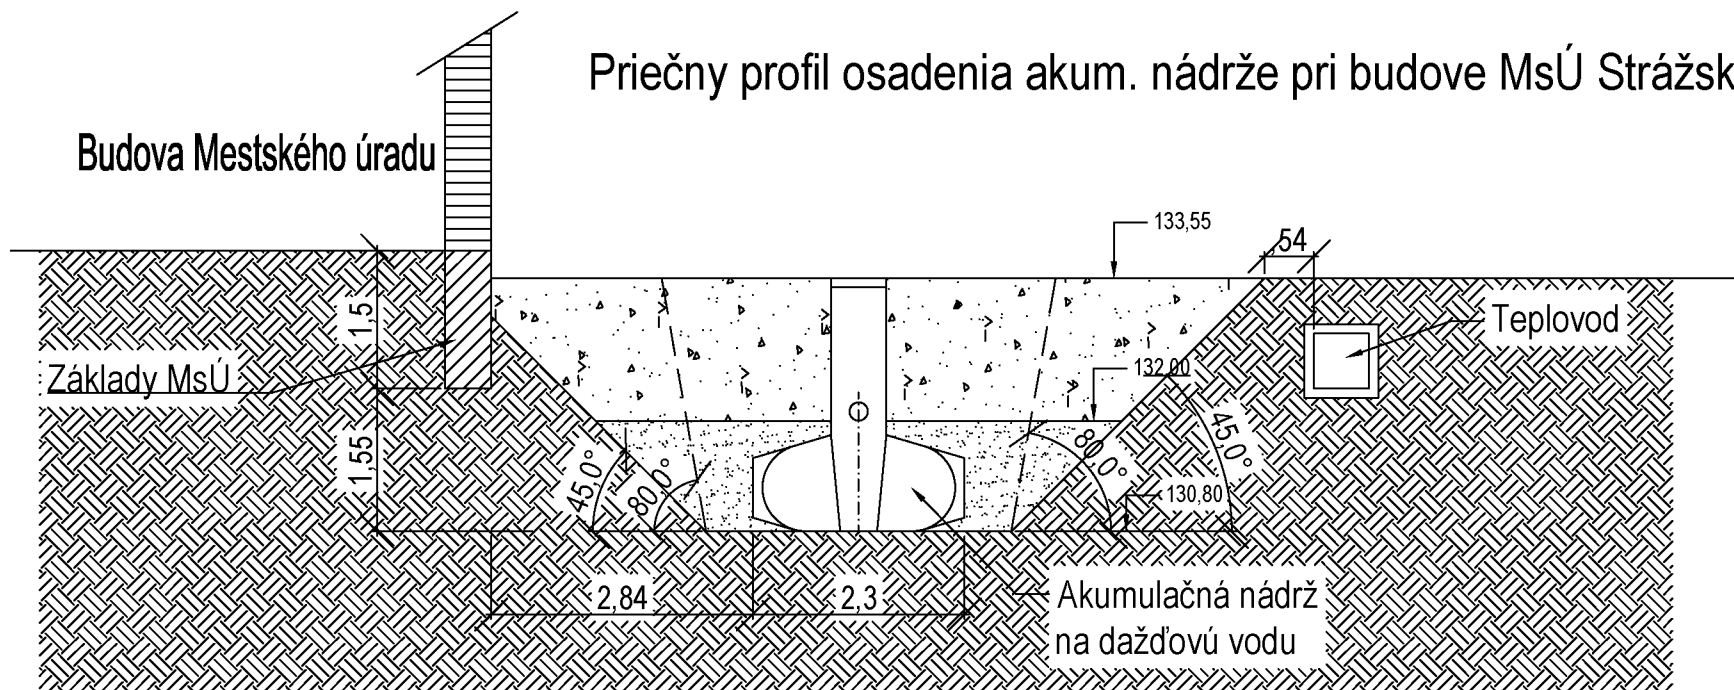 Priečny profil osadenia akum. nádrže pri budove MsÚ Strážsk
Budova Mestského úradu
133,55
,54
1,5
Teplovod
Základy MsÚ
132,00
1,55
45,0°
80,0°
80,0°
45,0°
130,80
2,84
2,3
Akumulačná nádrž
na dažďovú vodu